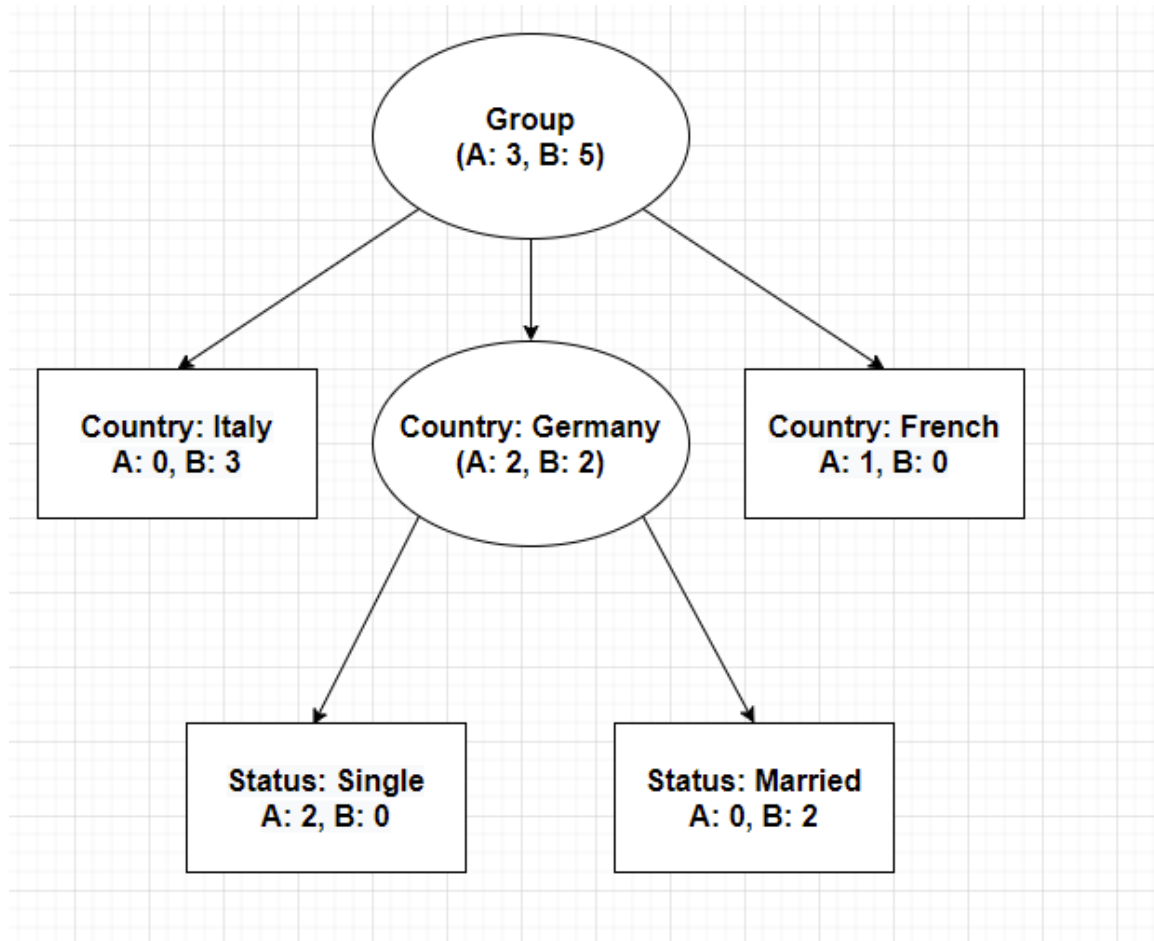 Group
(A: 3, B: 5)
Country: Italy
A: 0, B: 3
Country: Germany
(A: 2, B: 2)
Country: French
A: 1, B: 0
Status: Single
A: 2, B: 0
Status: Married
A: 0, B: 2